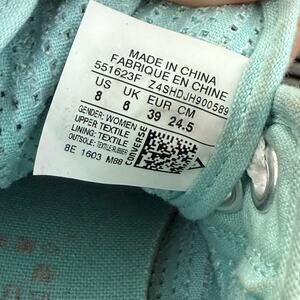 MADE IN CHINA
FABRIQUE EN CHINE
551623F Z4SHDJH900589
US UK EUR CM
8 6 39 24.5
GENDER: WOMEN
UPPER: TEXTILE
LINING: TEXTILE
OUTSOLE: TEXTILE/RUBBER
8E 1603 M88
CONVERSE